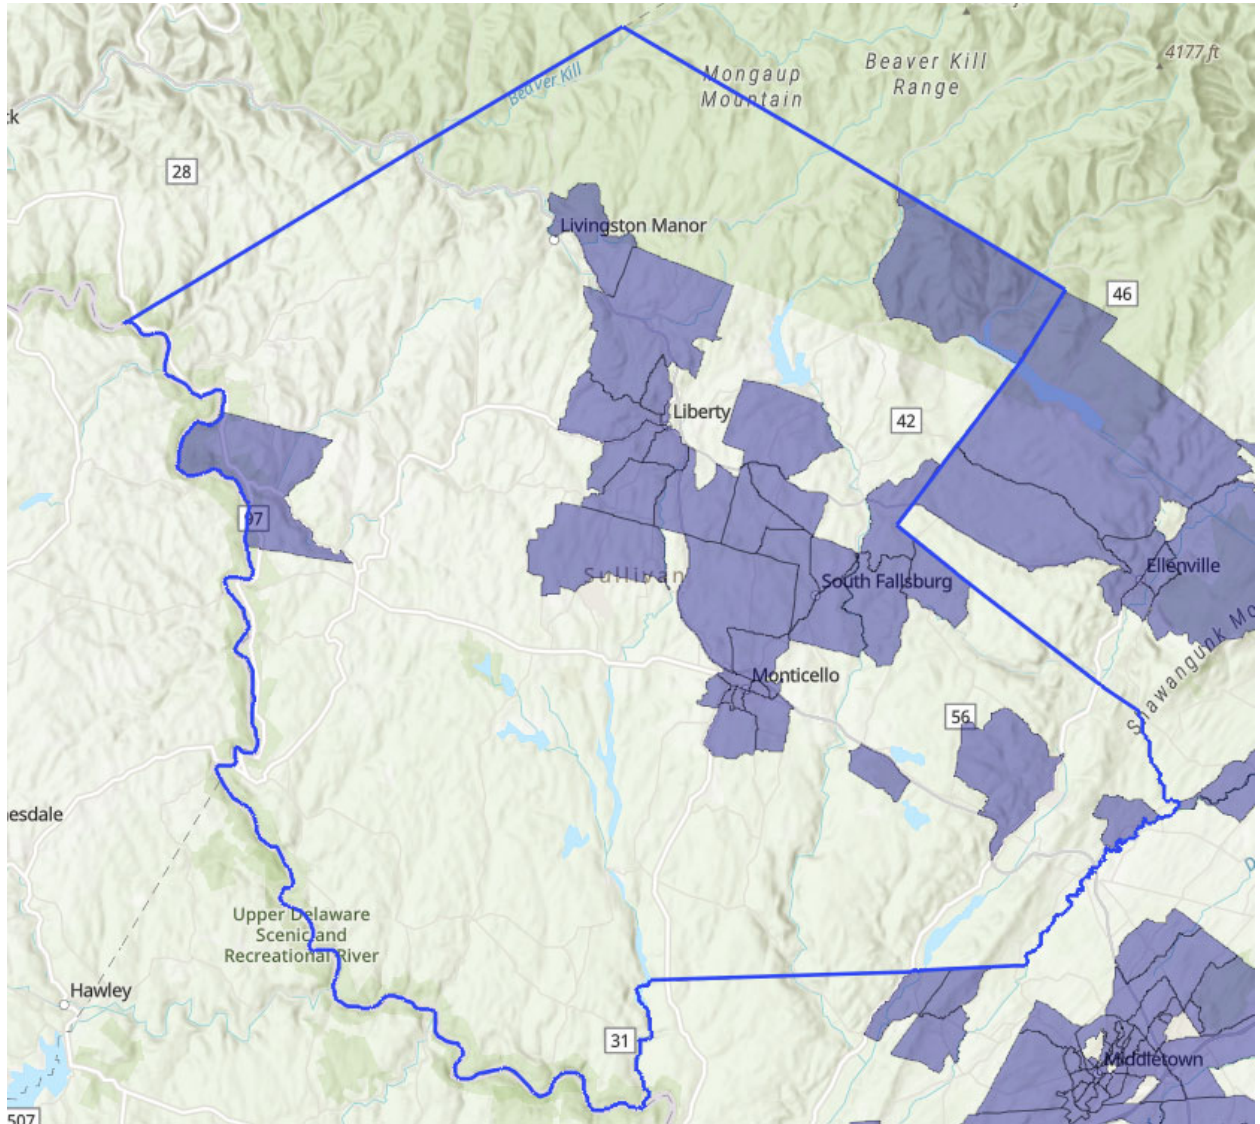 4177 ft
Beaver Kill
Range
Mongaup
Mountain
Beaver Kill
ck
28
Livingston Manor
46
Liberty
42
97
Sullivan
South Fallsburg
Ellenville
Monticello
56
Shawangunk Mo
esdale
Upper Delaware
Scenic and
Recreational River
D
Hawley
31
Middletown
507